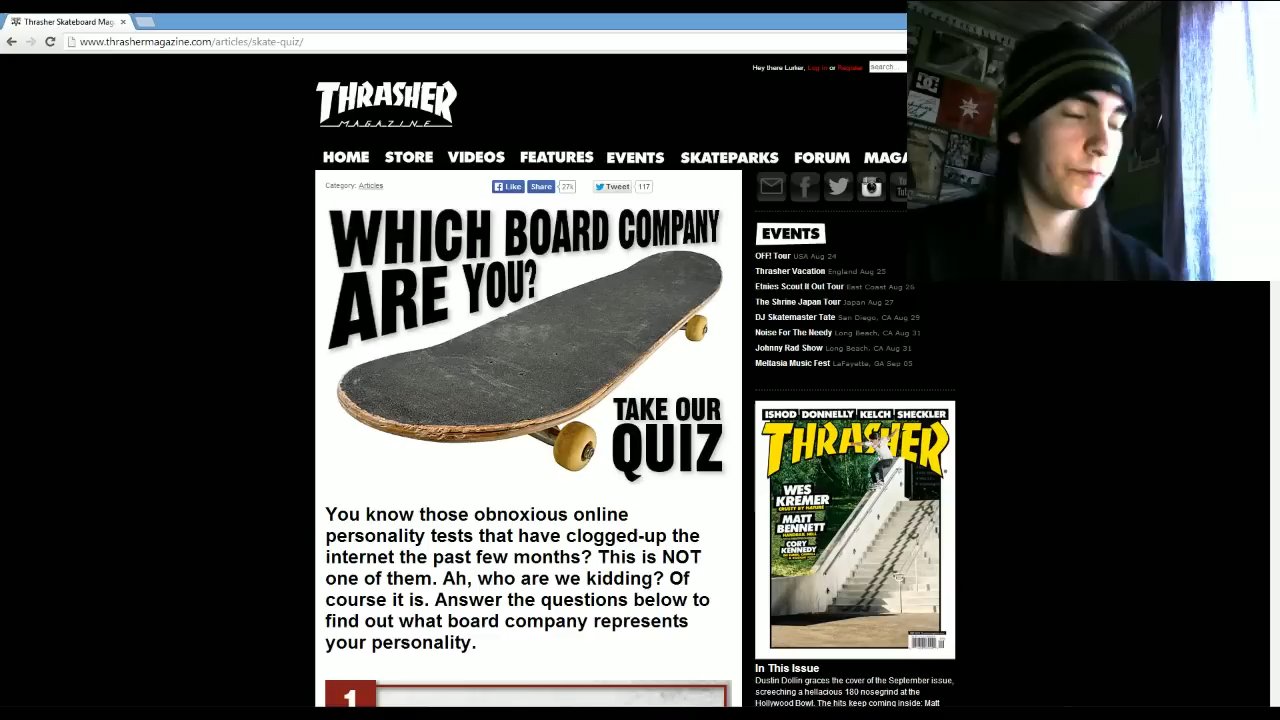 Thrasher Skateboard Mag
www.thrashermagazine.com/articles/skate-quiz/
Hey there Lurker, Log in or Register
search...
THRASHER
MAGAZINE
HOME STORE VIDEOS FEATURES EVENTS SKATEPARKS FORUM MAGA
Category: Articles
Like Share 27k Tweet 117
You Tube
DC
WHICH BOARD COMPANY
ARE YOU?
TAKE OUR
QUIZ
You know those obnoxious online
personality tests that have clogged-up the
internet the past few months? This is NOT
one of them. Ah, who are we kidding? Of
course it is. Answer the questions below to
find out what board company represents
your personality.
1
EVENTS
OFF! Tour USA Aug 24
Thrasher Vacation England Aug 25
Etnies Scout It Out Tour East Coast Aug 26
The Shrine Japan Tour Japan Aug 27
DJ Skatemaster Tate San Diego, CA Aug 29
Noise For The Needy Long Beach, CA Aug 31
Johnny Rad Show Long Beach, CA Aug 31
Meltasia Music Fest LaFayette, GA Sep 05
ISHOD DONNELLY KELCH SHECKLER
THRASHER
WES
KREMER
MATT
BENNETT
HANDRAIL HELL
CORY
KENNEDY
In This Issue
Dustin Dollin graces the cover of the September issue,
screeching a hellacious 180 nosegrind at the
Hollywood Bowl. The hits keep coming inside: Matt